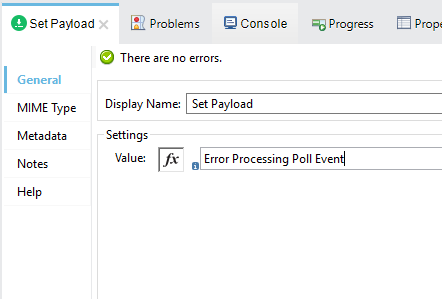 Set Payload
Problems
Console
Progress
Prope
There are no errors.
General
MIME Type
Metadata
Notes
Help
Display Name: Set Payload
Settings
Value: fx Error Processing Poll Event